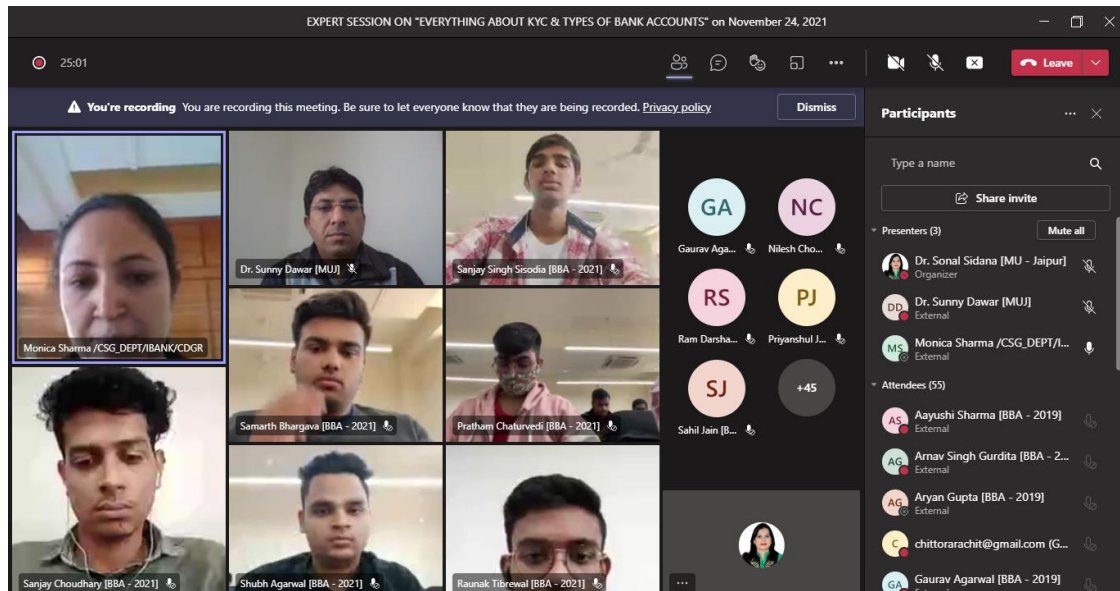 EXPERT SESSION ON "EVERYTHING ABOUT KYC & TYPES OF BANK ACCOUNTS" on November 24, 2021
25:01
Leave
You're recording You are recording this meeting. Be sure to let everyone know that they are being recorded. Privacy policy
Dismiss
Monica Sharma /CSG_DEPT/IBANK/CDGR
Dr. Sunny Dawar [MUJ]
Sanjay Singh Sisodia [BBA - 2021]
Samarth Bhargava [BBA - 2021]
Pratham Chaturvedi [BBA - 2021]
Sanjay Choudhary [BBA - 2021]
Shubh Agarwal [BBA - 2021]
Raunak Tibrewal [BBA - 2021]
GA
Gaurav Aga...
NC
Nilesh Cho...
RS
Ram Darsha...
PJ
Priyanshul J...
SJ
Sahil Jain [B...
+45
Participants
Type a name
Share invite
Presenters (3)
Mute all
Dr. Sonal Sidana [MU - Jaipur]
Organizer
DD
Dr. Sunny Dawar [MUJ]
External
MS
Monica Sharma /CSG_DEPT/I...
External
Attendees (55)
AS
Aayushi Sharma [BBA - 2019]
External
AG
Arnav Singh Gurdita [BBA - 2...
External
AG
Aryan Gupta [BBA - 2019]
External
C
chittorarachit@gmail.com (G...
GA
Gaurav Agarwal [BBA - 2019]